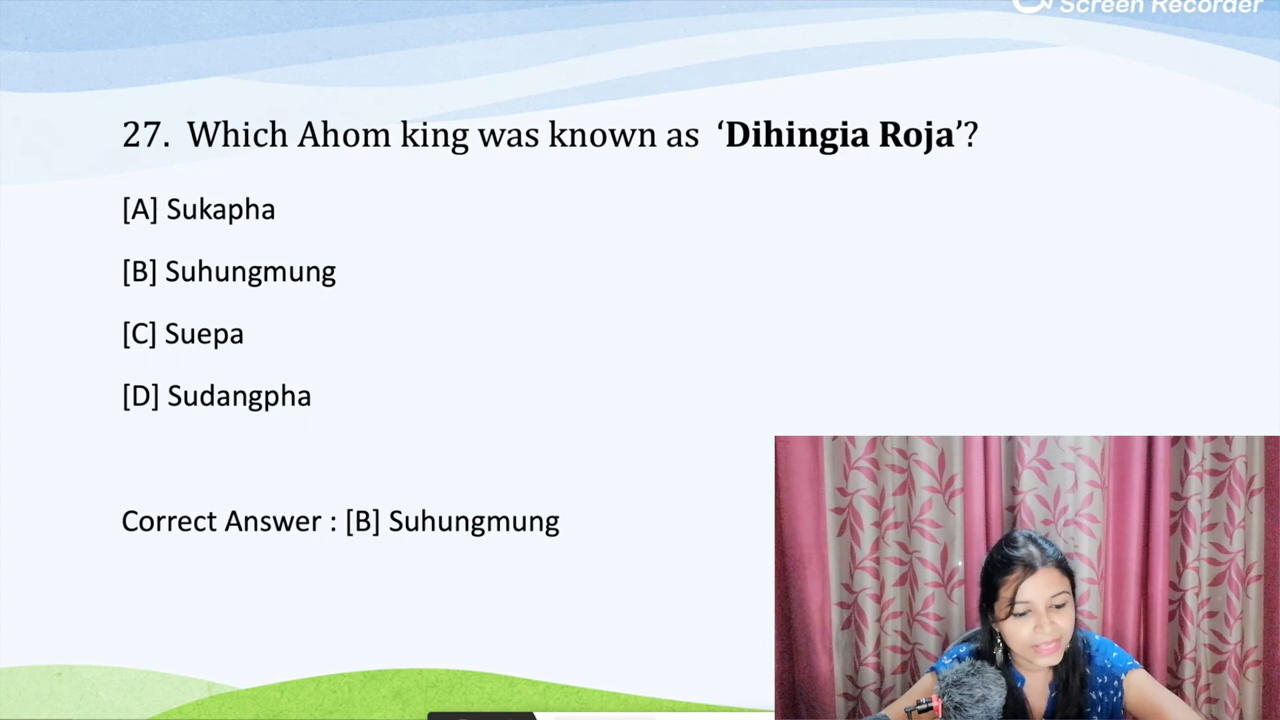 Screen Recorder
27. Which Ahom king was known as ‘Dihingia Roja’?
[A] Sukapha
[B] Suhungmung
[C] Suepa
[D] Sudangpha
Correct Answer : [B] Suhungmung